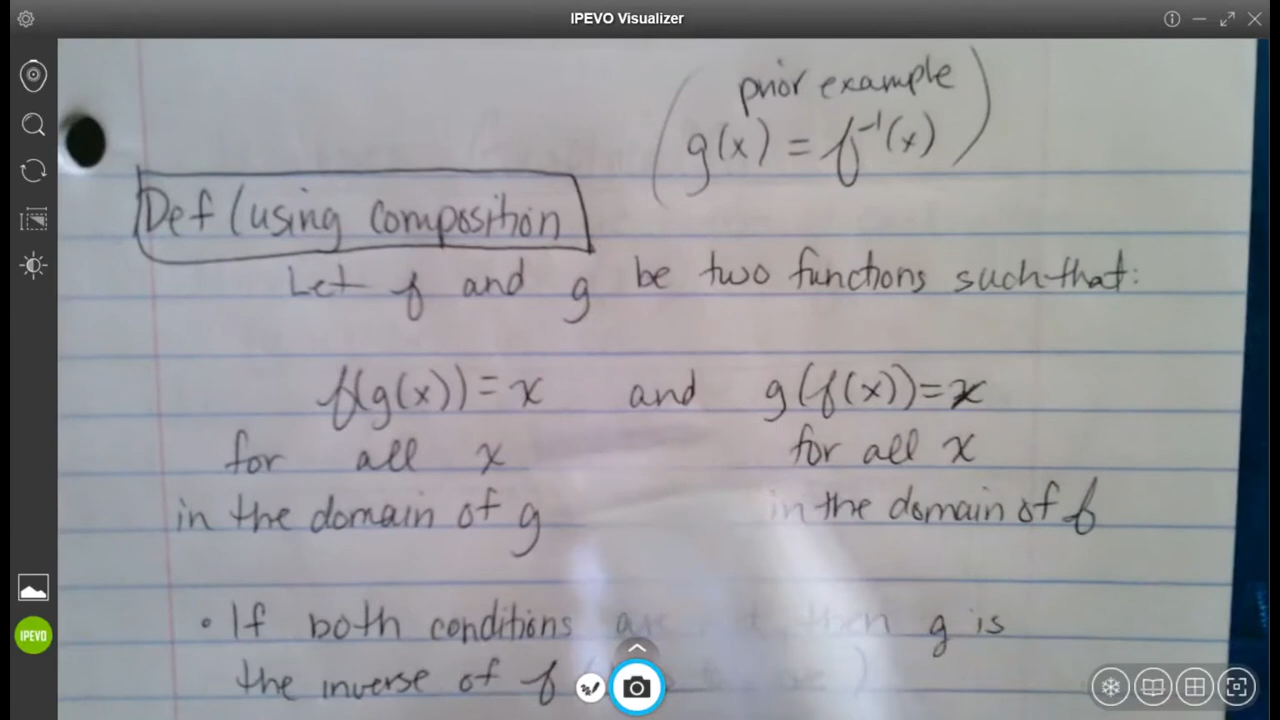 IPEVO Visualizer
prior example
g(x) = f⁻¹(x)
Def (using composition
Let f and g be two functions such that:
f(g(x)) = x and g(f(x)) = x
for all x for all x
in the domain of g in the domain of f
• If both conditions then g is
the inverse of f (
IPEVO